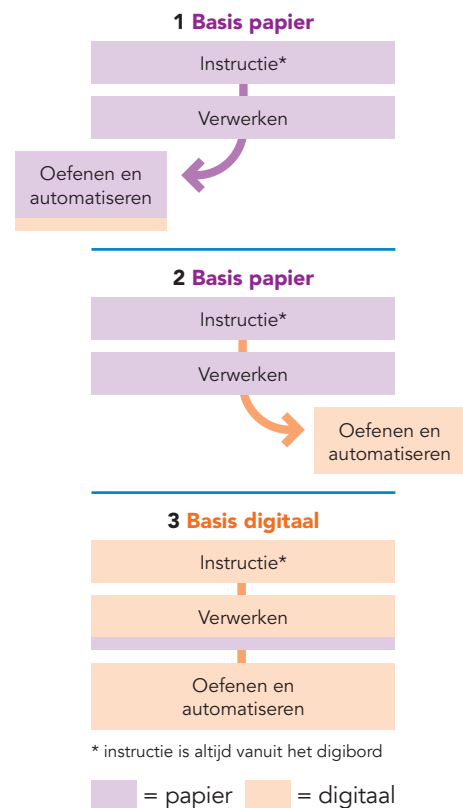 1 Basis papier
Instructie*
Verwerken
Oefenen en
automatiseren
2 Basis papier
Instructie*
Verwerken
Oefenen en
automatiseren
3 Basis digitaal
Instructie*
Verwerken
Oefenen en
automatiseren
* instructie is altijd vanuit het digibord
= papier = digitaal